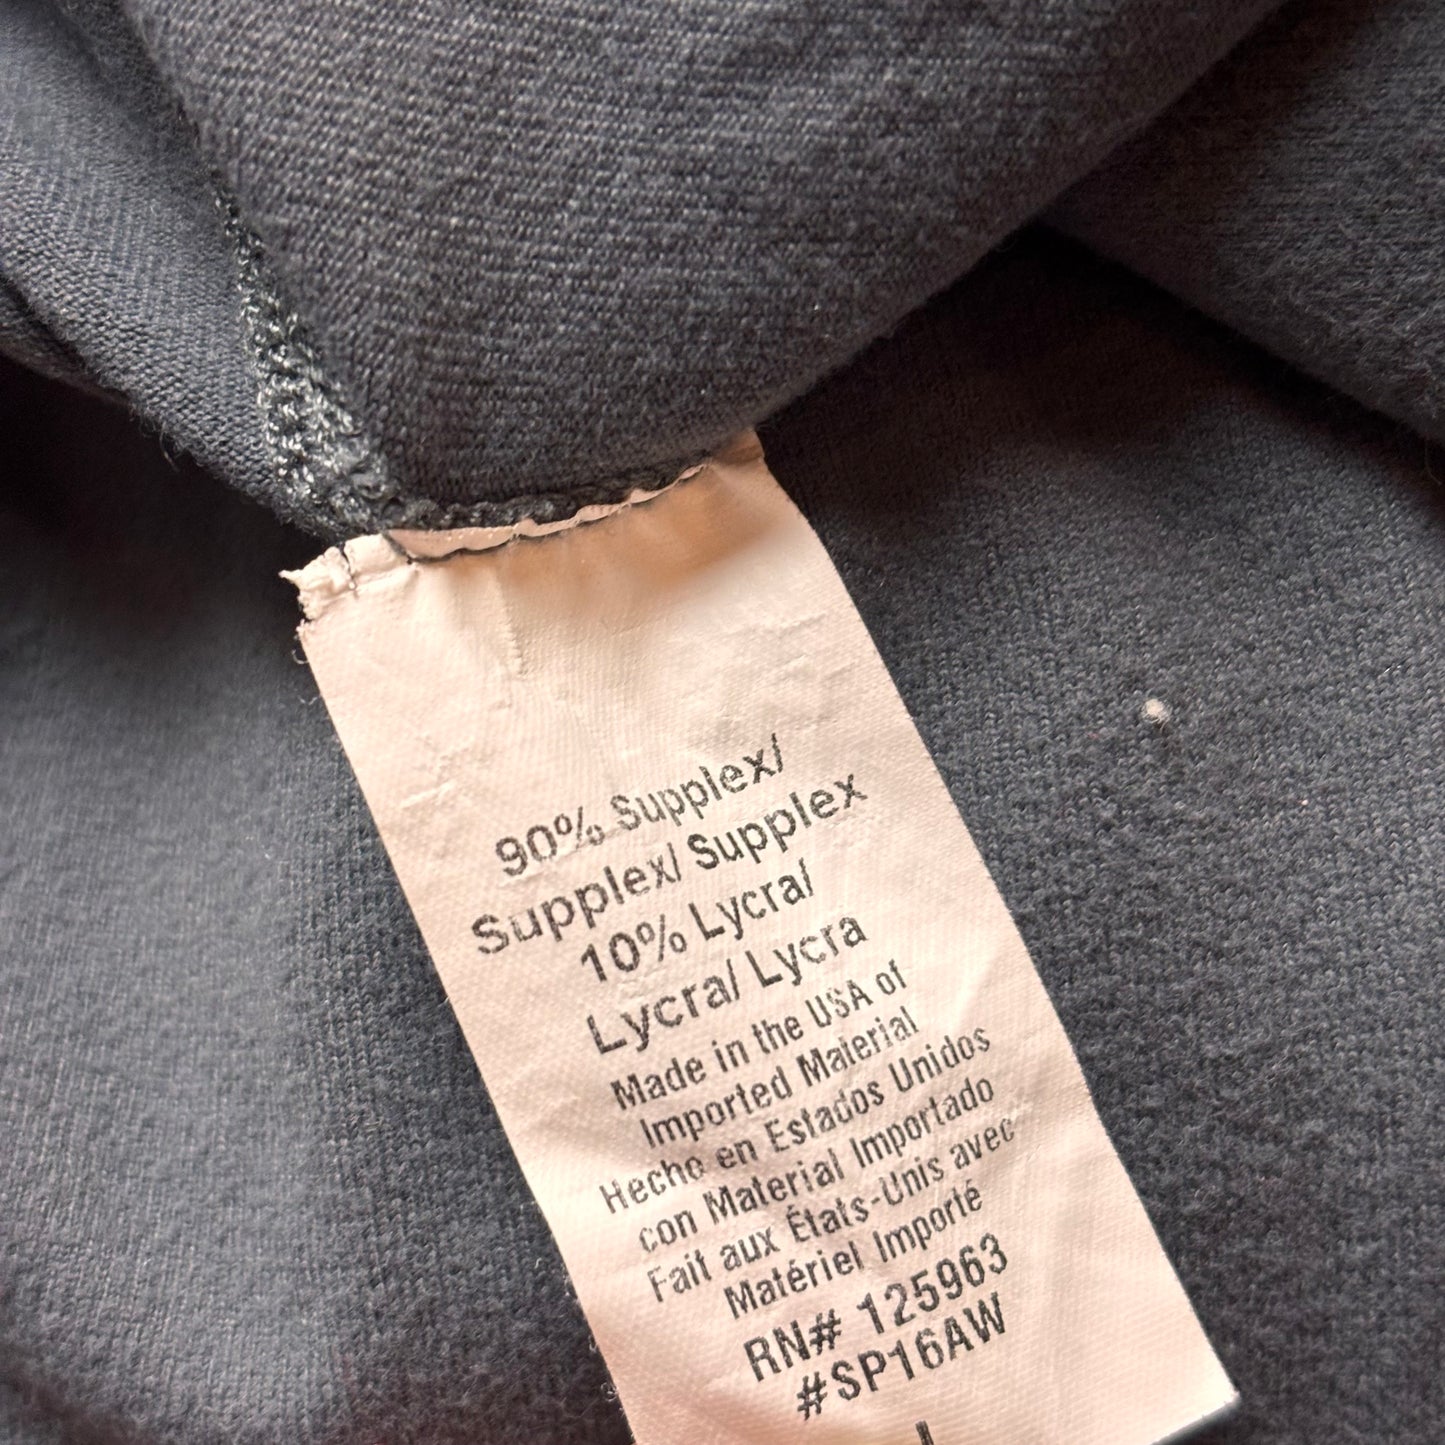 90% Supplex/
Supplex/ Supplex
10% Lycra/
Lycra/ Lycra
Made in the USA of
Imported Material
Hecho en Estados Unidos
con Material Importado
Fait aux États-Unis avec
Matériel Importé
RN# 125963
#SP16AW